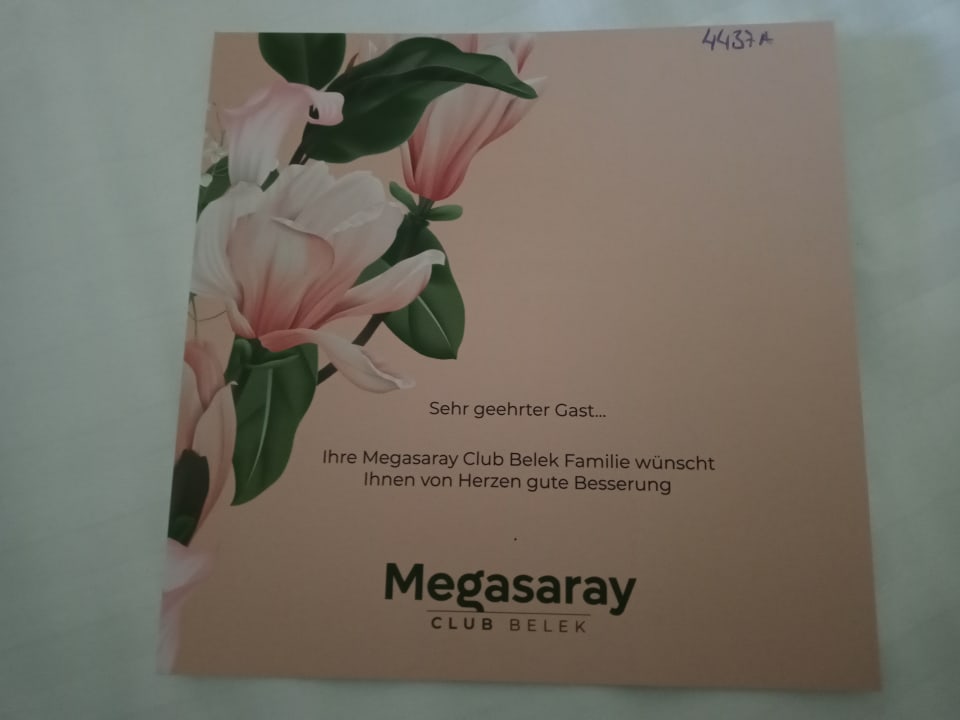 4437A
Sehr geehrter Gast...
Ihre Megasaray Club Belek Familie wünscht
Ihnen von Herzen gute Besserung
.
Megasaray
CLUB BELEK